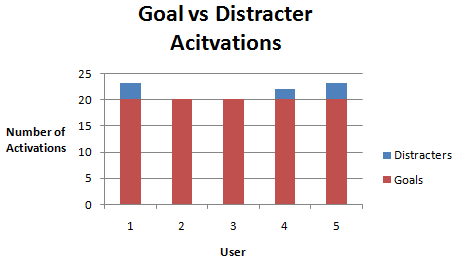 Goal vs Distracter
Acitvations
25
20
15
10
5
0
Number of
Activations
1 2 3 4 5
User
Distracters
Goals